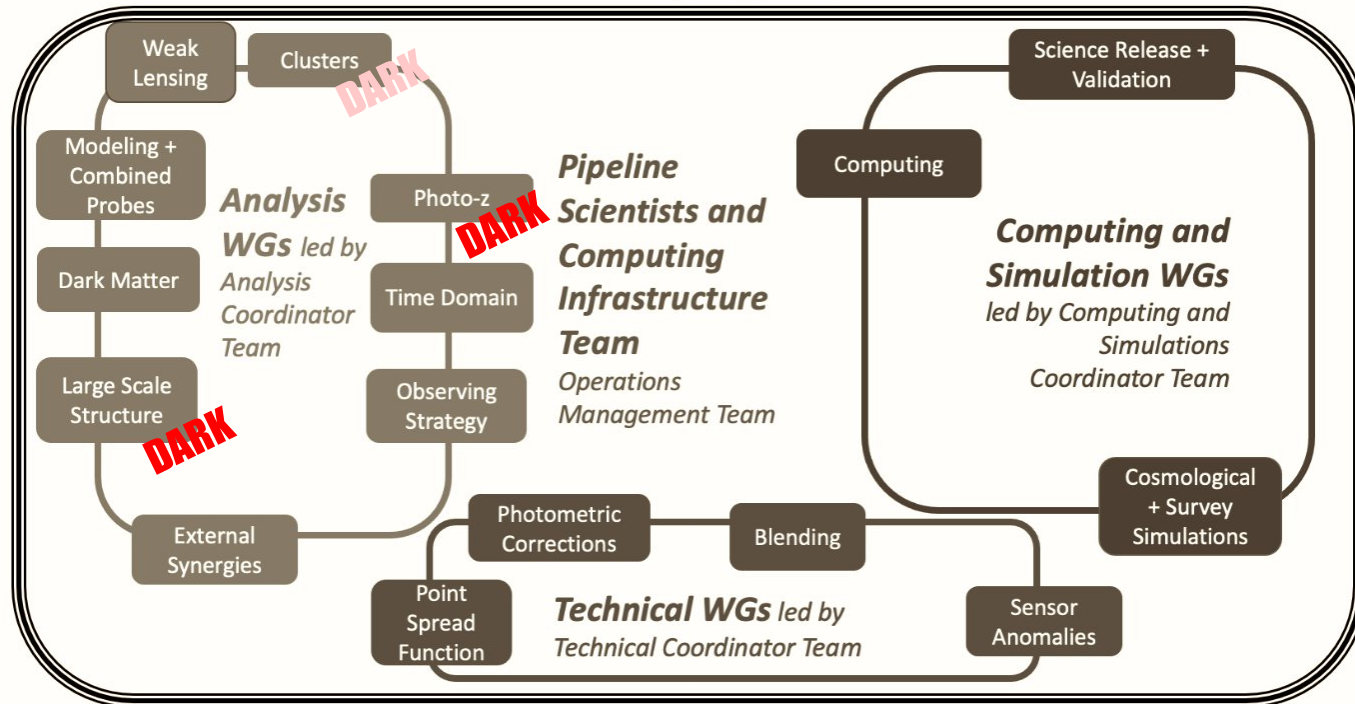 Weak
Lensing
Clusters
DARK
Modeling +
Combined
Probes
Analysis
WGs led by
Analysis
Coordinator
Team
Photo-z
DARK
Dark Matter
Time Domain
Large Scale
Structure
DARK
Observing
Strategy
External
Synergies
Pipeline
Scientists and
Computing
Infrastructure
Team
Operations
Management Team
Science Release +
Validation
Computing
Computing and
Simulation WGs
led by Computing and
Simulations
Coordinator Team
Cosmological
+ Survey
Simulations
Photometric
Corrections
Blending
Point
Spread
Function
Technical WGs led by
Technical Coordinator Team
Sensor
Anomalies